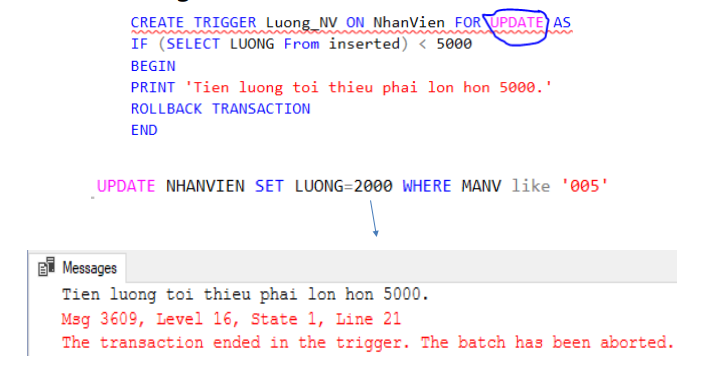 CREATE TRIGGER Luong_NV ON NhanVien FOR UPDATE AS
IF (SELECT LUONG From inserted) < 5000
BEGIN
PRINT 'Tien luong toi thieu phai lon hon 5000.'
ROLLBACK TRANSACTION
END
UPDATE NHANVIEN SET LUONG=2000 WHERE MANV like '005'
Messages
Tien luong toi thieu phai lon hon 5000.
Msg 3609, Level 16, State 1, Line 21
The transaction ended in the trigger. The batch has been aborted.